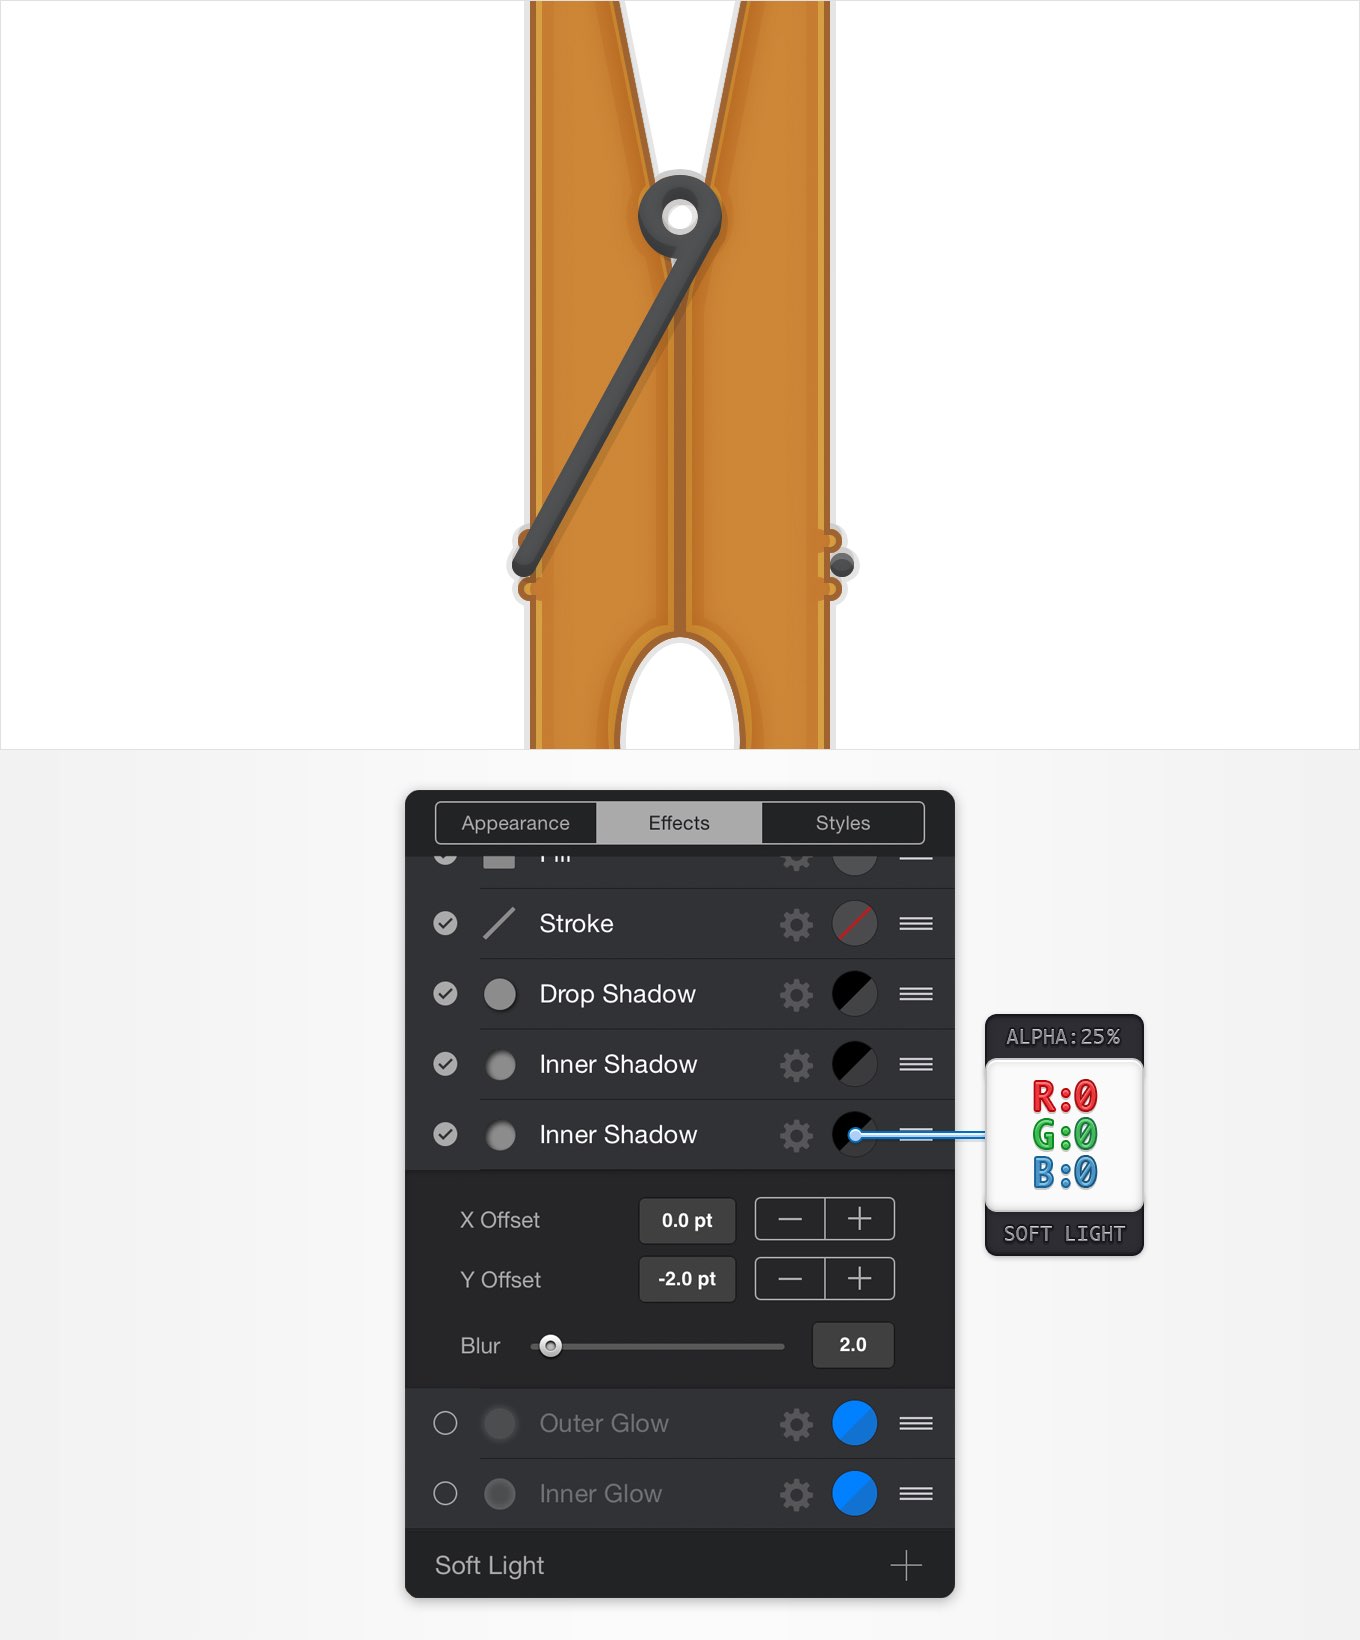 Appearance
Effects
Styles
Fill
Stroke
Drop Shadow
Inner Shadow
Inner Shadow
ALPHA:25%
R:0
G:0
B:0
SOFT LIGHT
X Offset
0.0 pt
Y Offset
-2.0 pt
Blur
2.0
Outer Glow
Inner Glow
Soft Light